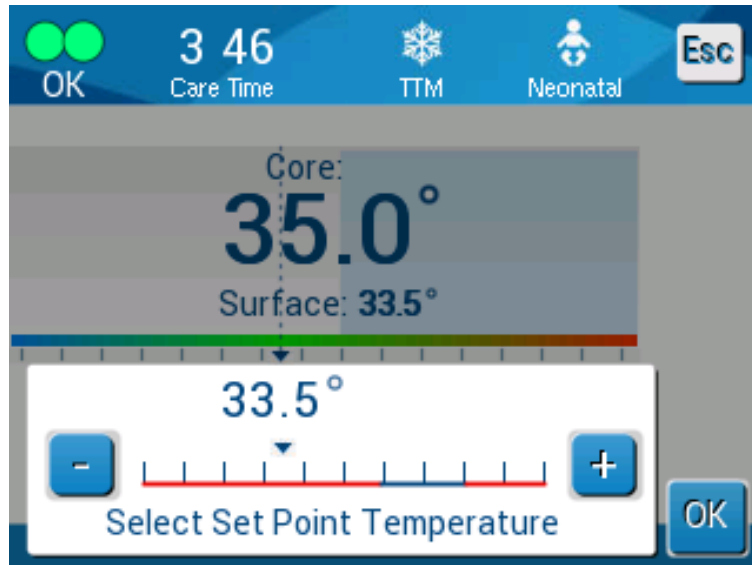 OK
3 46
Care Time
TTM
Neonatal
Esc
Core:
35.0°
Surface: 33.5°
33.5°
-
+
Select Set Point Temperature
OK